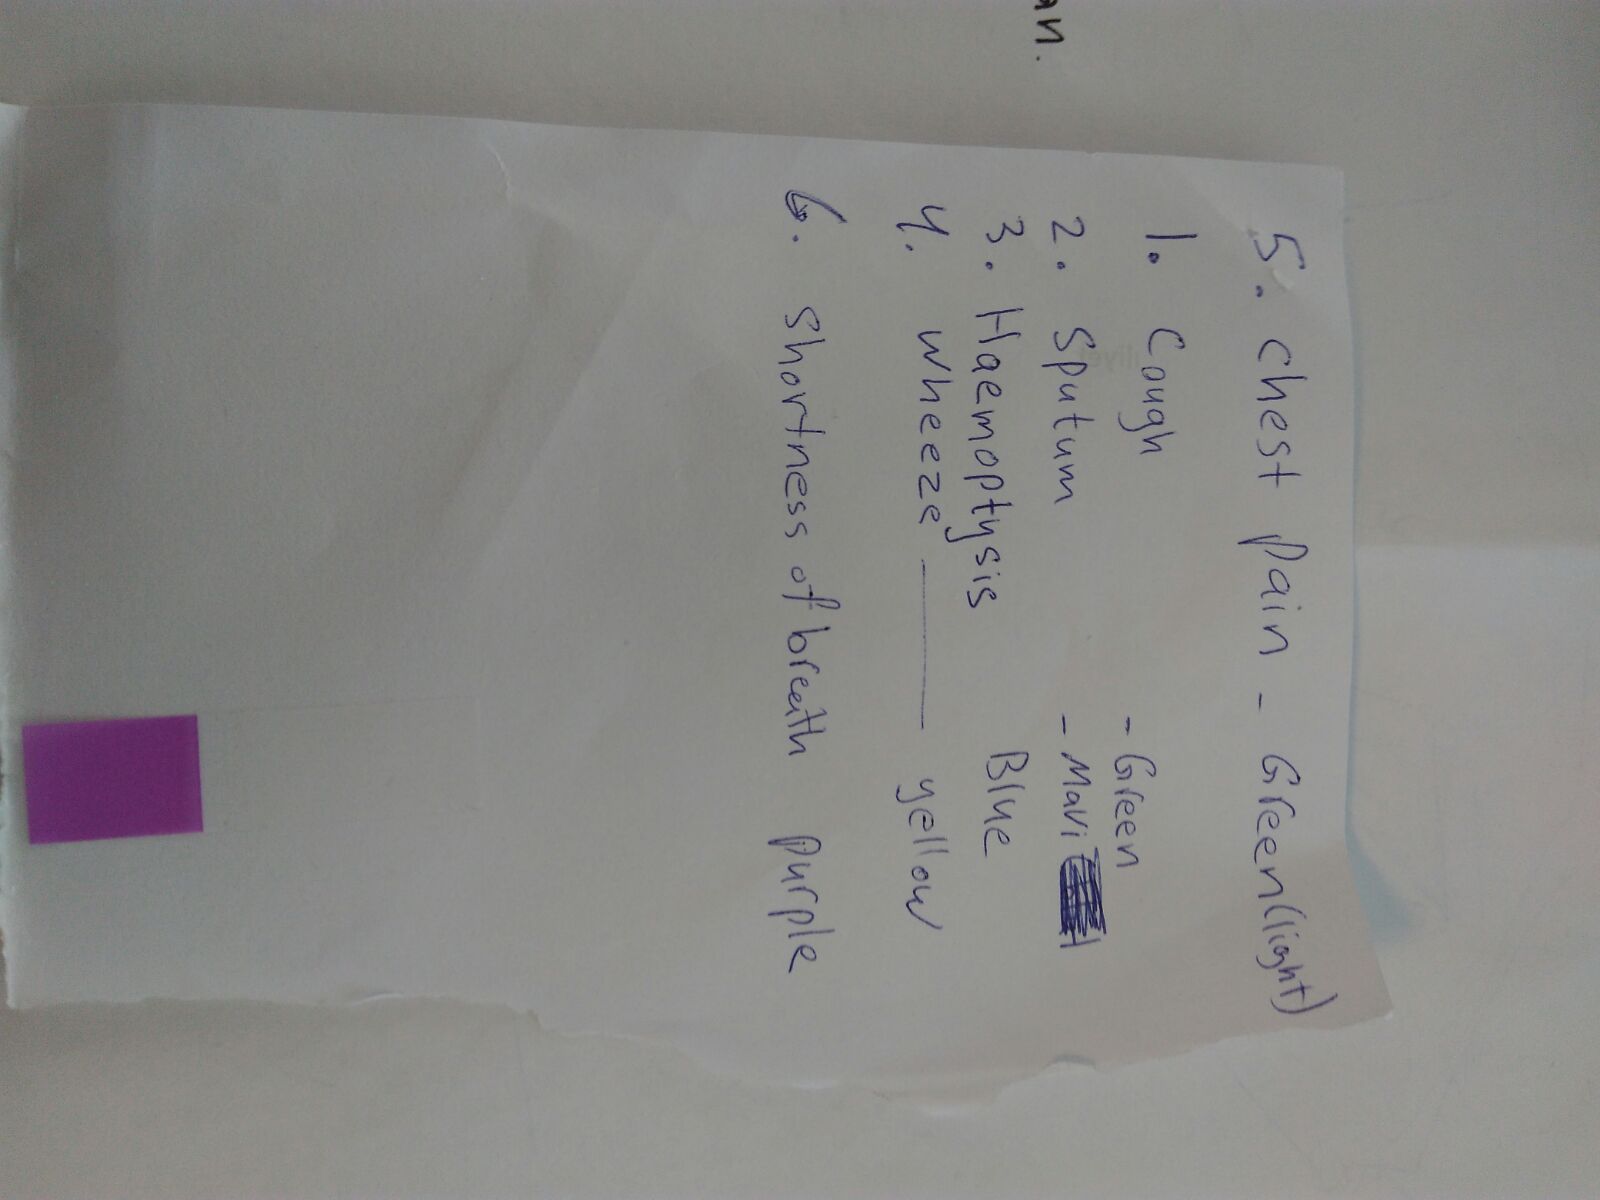 5. Chest pain - Green(light)
1. Cough - Green
2. Sputum - Mavi
3. Haemoptysis Blue
4. Wheeze — yellow
6. Shortness of breath purple
an.